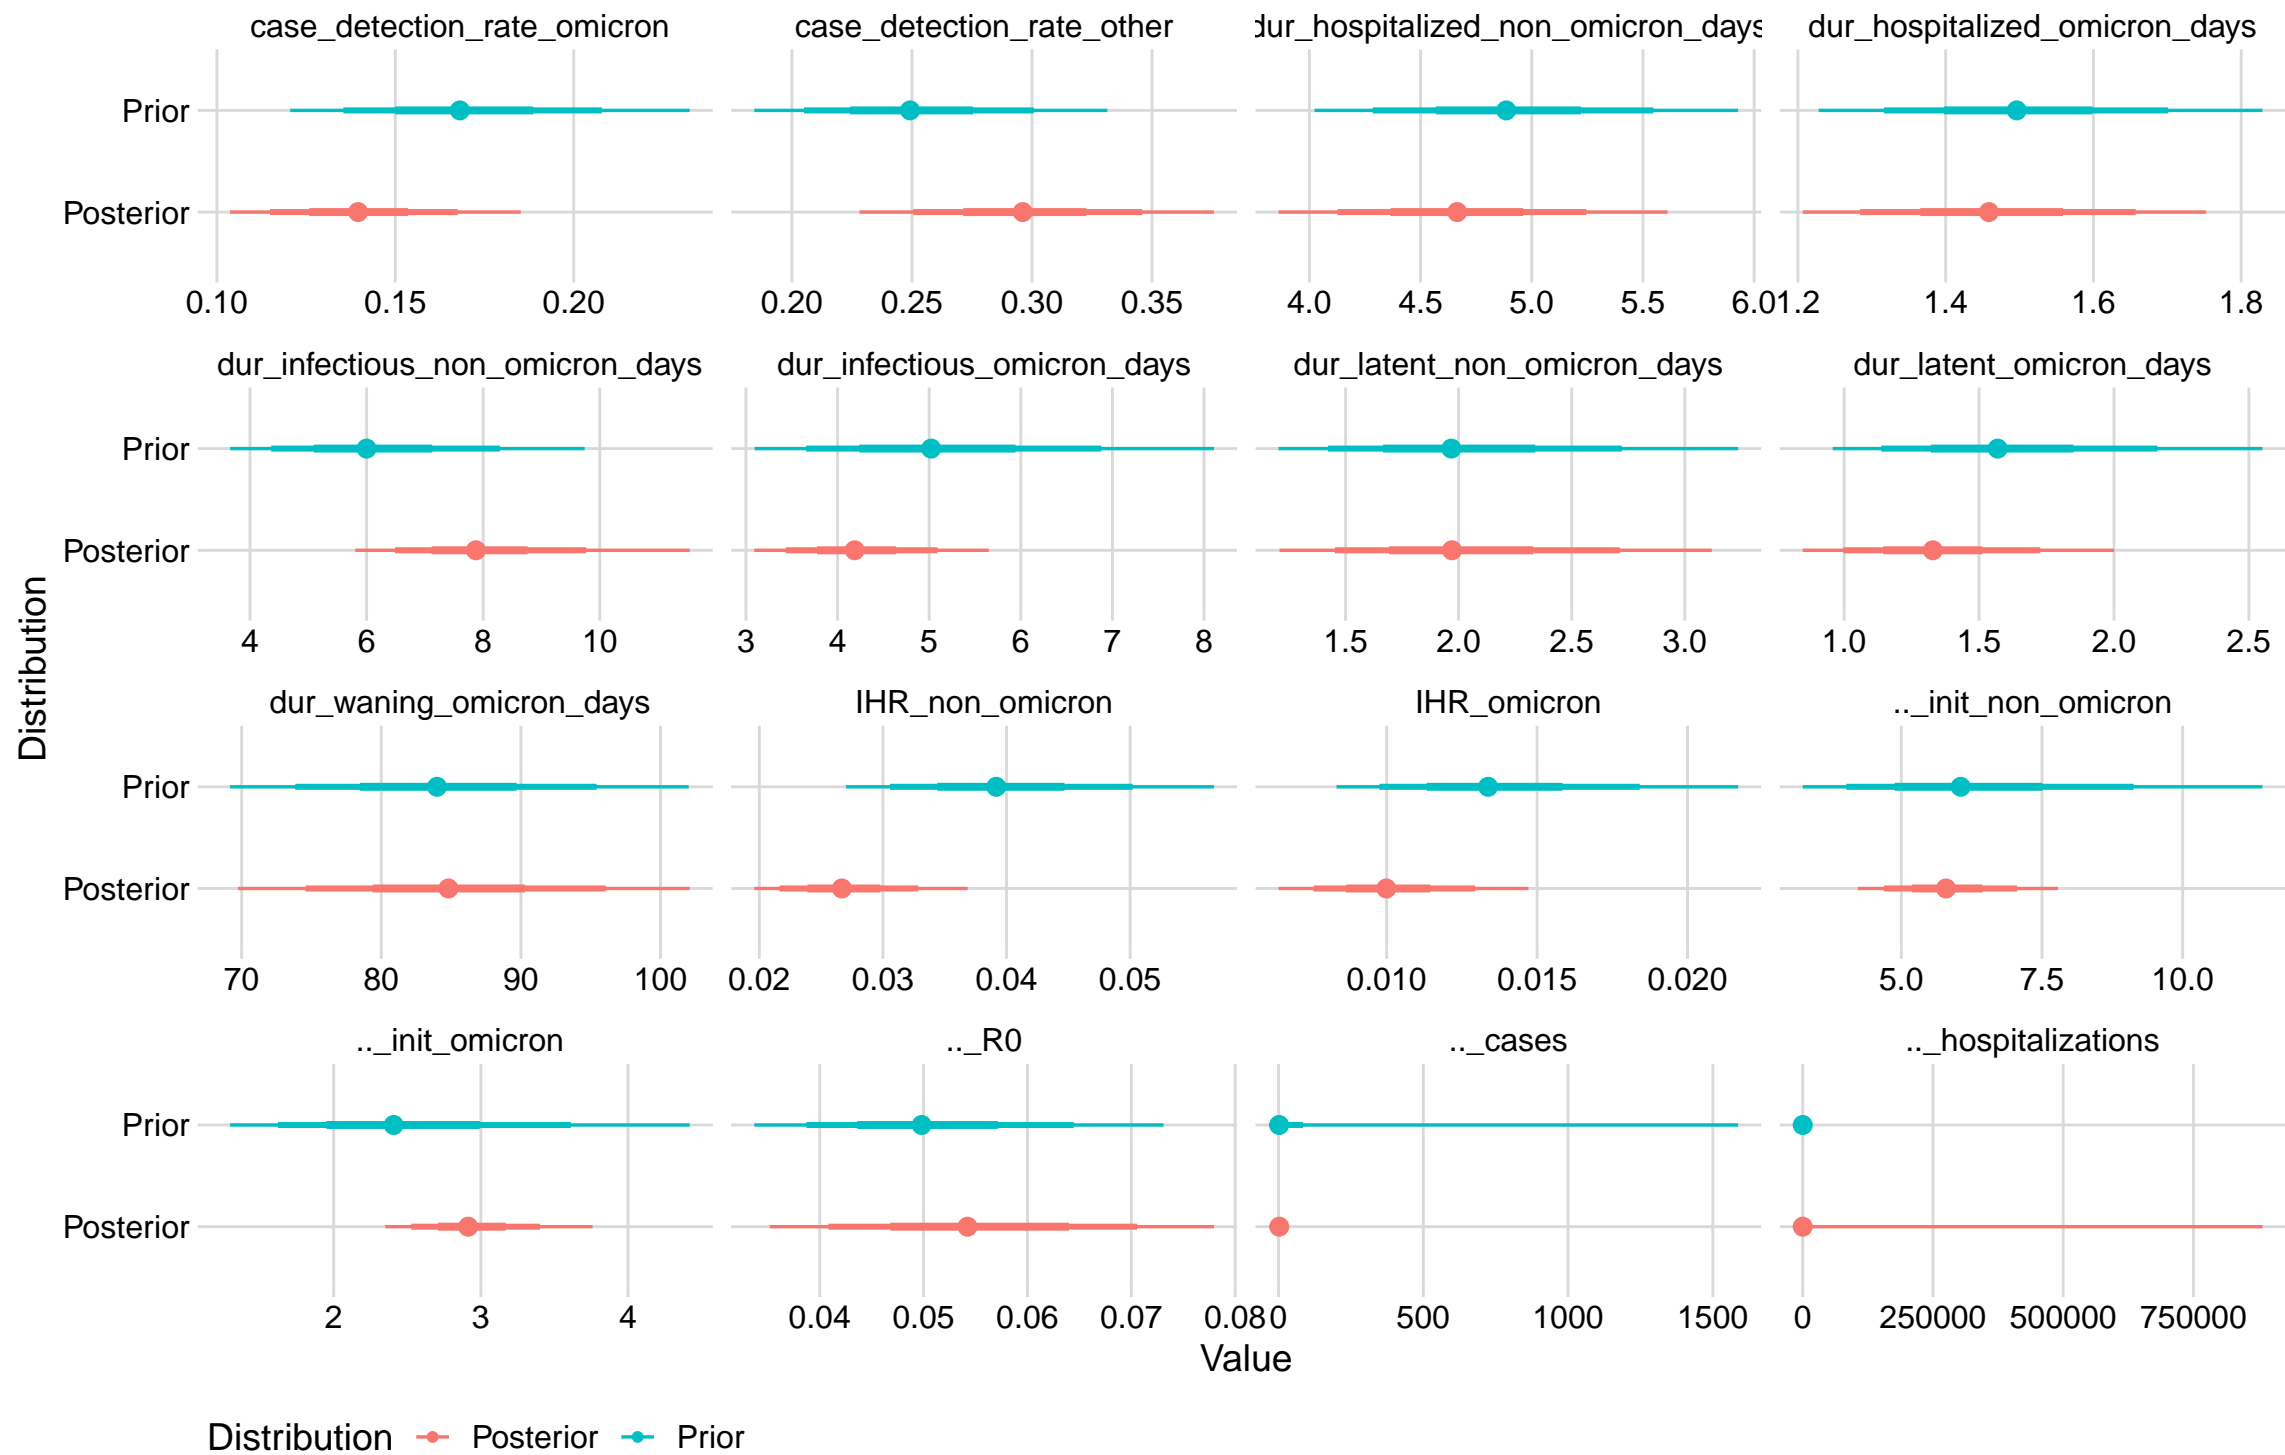 case_detection_rate_omicron case_detection_rate_other dur_hospitalized_non_omicron_days dur_hospitalized_omicron_days
Prior
Posterior
0.10 0.15 0.20 0.20 0.25 0.30 0.35 4.0 4.5 5.0 5.5 6.0 1.2 1.4 1.6 1.8
dur_infectious_non_omicron_days dur_infectious_omicron_days dur_latent_non_omicron_days dur_latent_omicron_days
Prior
Posterior
4 6 8 10 3 4 5 6 7 8 1.5 2.0 2.5 3.0 1.0 1.5 2.0 2.5
Distribution
dur_waning_omicron_days IHR_non_omicron IHR_omicron .._init_non_omicron
Prior
Posterior
70 80 90 100 0.02 0.03 0.04 0.05 0.010 0.015 0.020 5.0 7.5 10.0
.._init_omicron .._R0 .._cases .._hospitalizations
Prior
Posterior
2 3 4 0.04 0.05 0.06 0.07 0.08 0 500 1000 1500 0 250000 500000 750000
Value
Distribution Posterior Prior